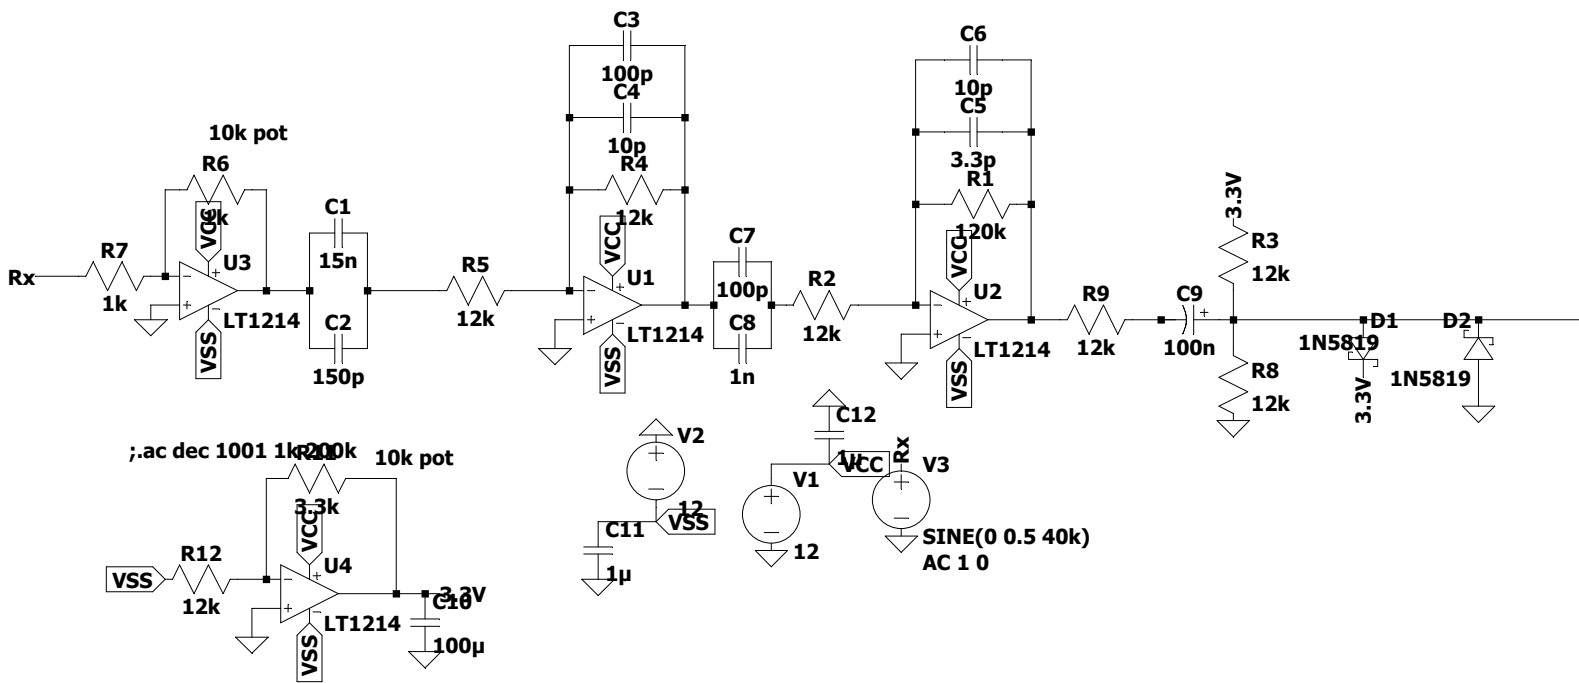 C3
100p
C4
10p
R4
12k
C6
10p
C5
3.3p
R1
120k
10k pot
R6
1k
VCC
R7
1k
Rx
U3
LT1214
VSS
C1
15n
C2
150p
R5
12k
VCC
U1
LT1214
VSS
C7
100p
C8
1n
R2
12k
VCC
U2
LT1214
VSS
R9
12k
C9
100n
3.3V
R3
12k
R8
12k
D1
1N5819
3.3V
D2
1N5819
;.ac dec 1001 1k 200k
R11
3.3k
10k pot
VCC
VSS
R12
12k
U4
LT1214
VSS
3.3V
C10
100µ
V2
12
VSS
C11
1µ
C12
1µ
VCC
V1
12
Rx
V3
SINE(0 0.5 40k)
AC 1 0